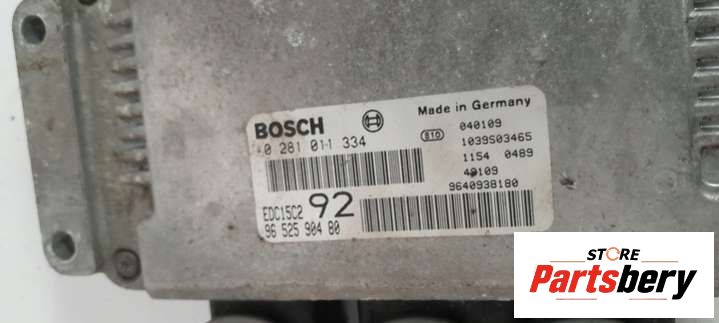 BOSCH
Made in Germany
0 281 011 334
810
040109
1039S03465
1154 0489
40109
9640938180
EDC15C2
92
96 525 904 80
STORE
Partsbery